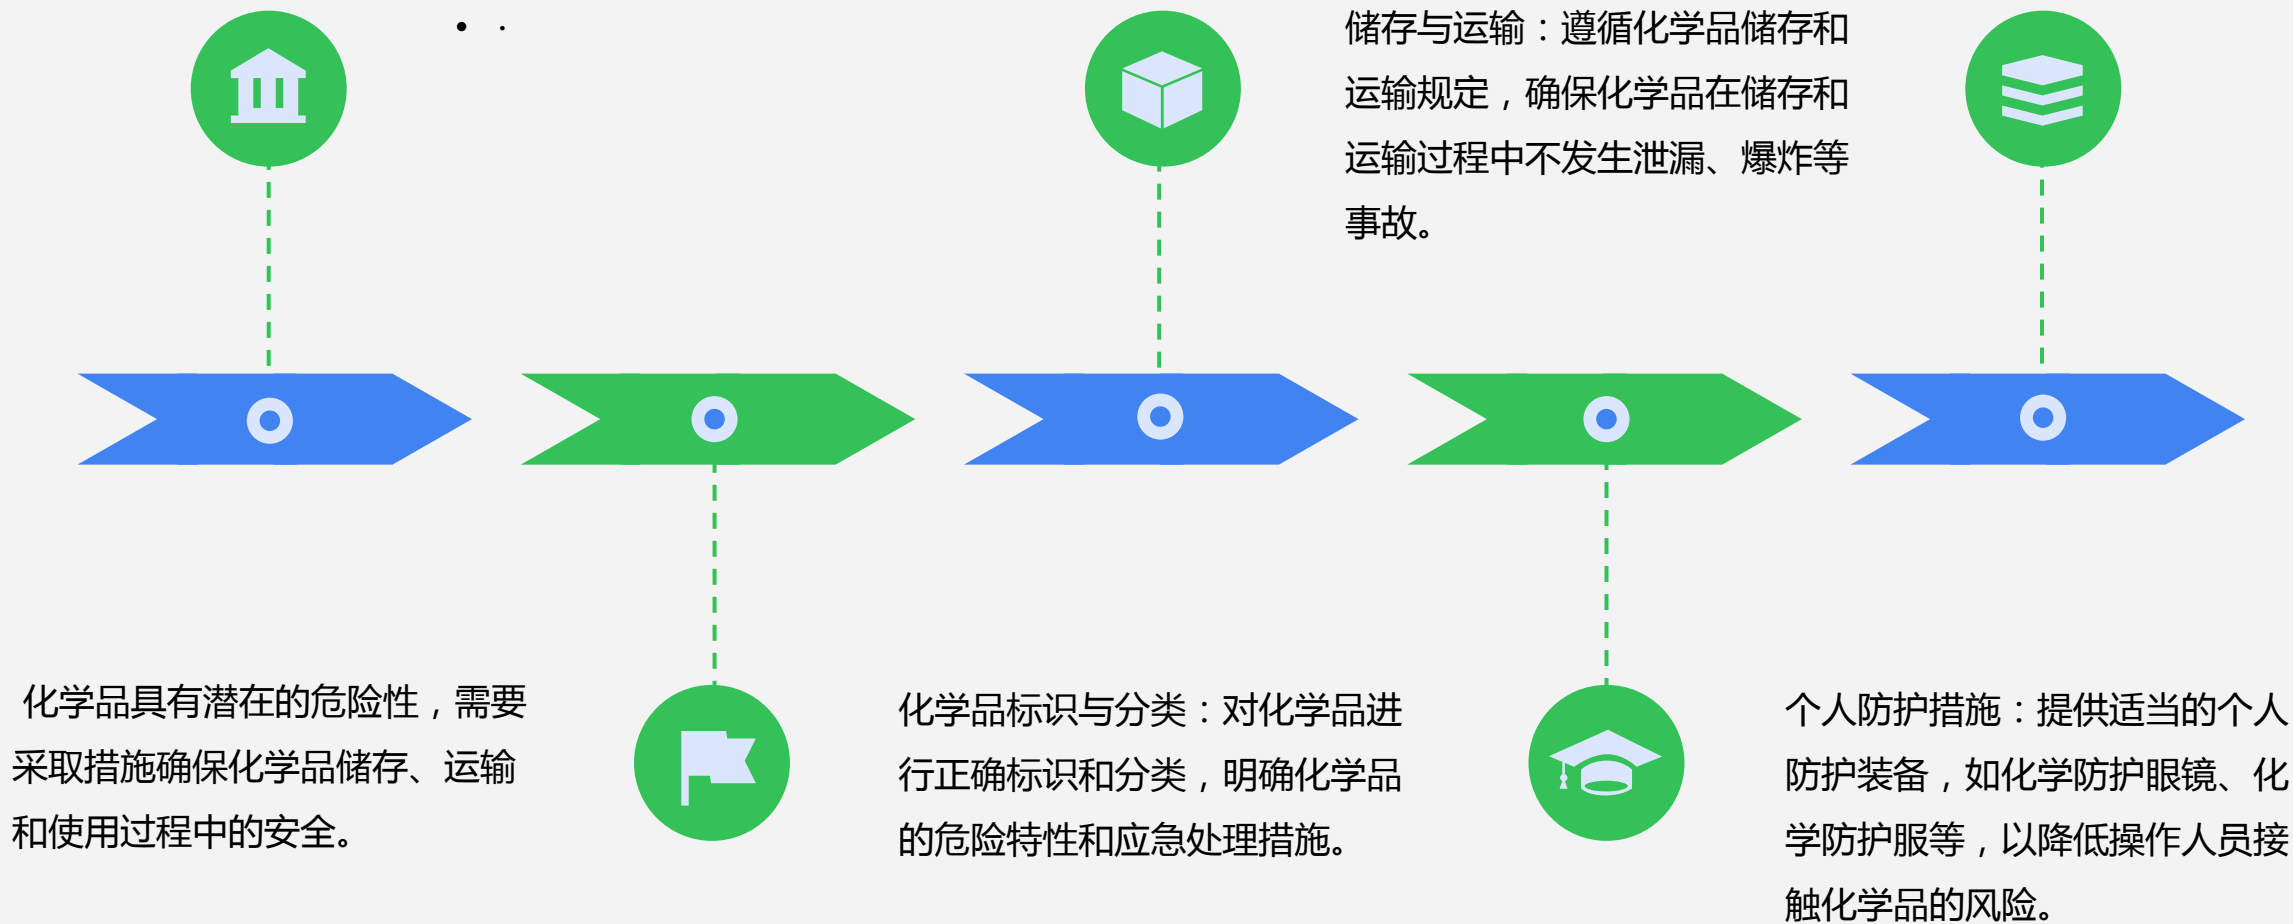 • .
化学品具有潜在的危险性，需要
采取措施确保化学品储存、运输
和使用过程中的安全。
化学品标识与分类：对化学品进
行正确标识和分类，明确化学品
的危险特性和应急处理措施。
储存与运输：遵循化学品储存和
运输规定，确保化学品在储存和
运输过程中不发生泄漏、爆炸等
事故。
个人防护措施：提供适当的个人
防护装备，如化学防护眼镜、化
学防护服等，以降低操作人员接
触化学品的风险。